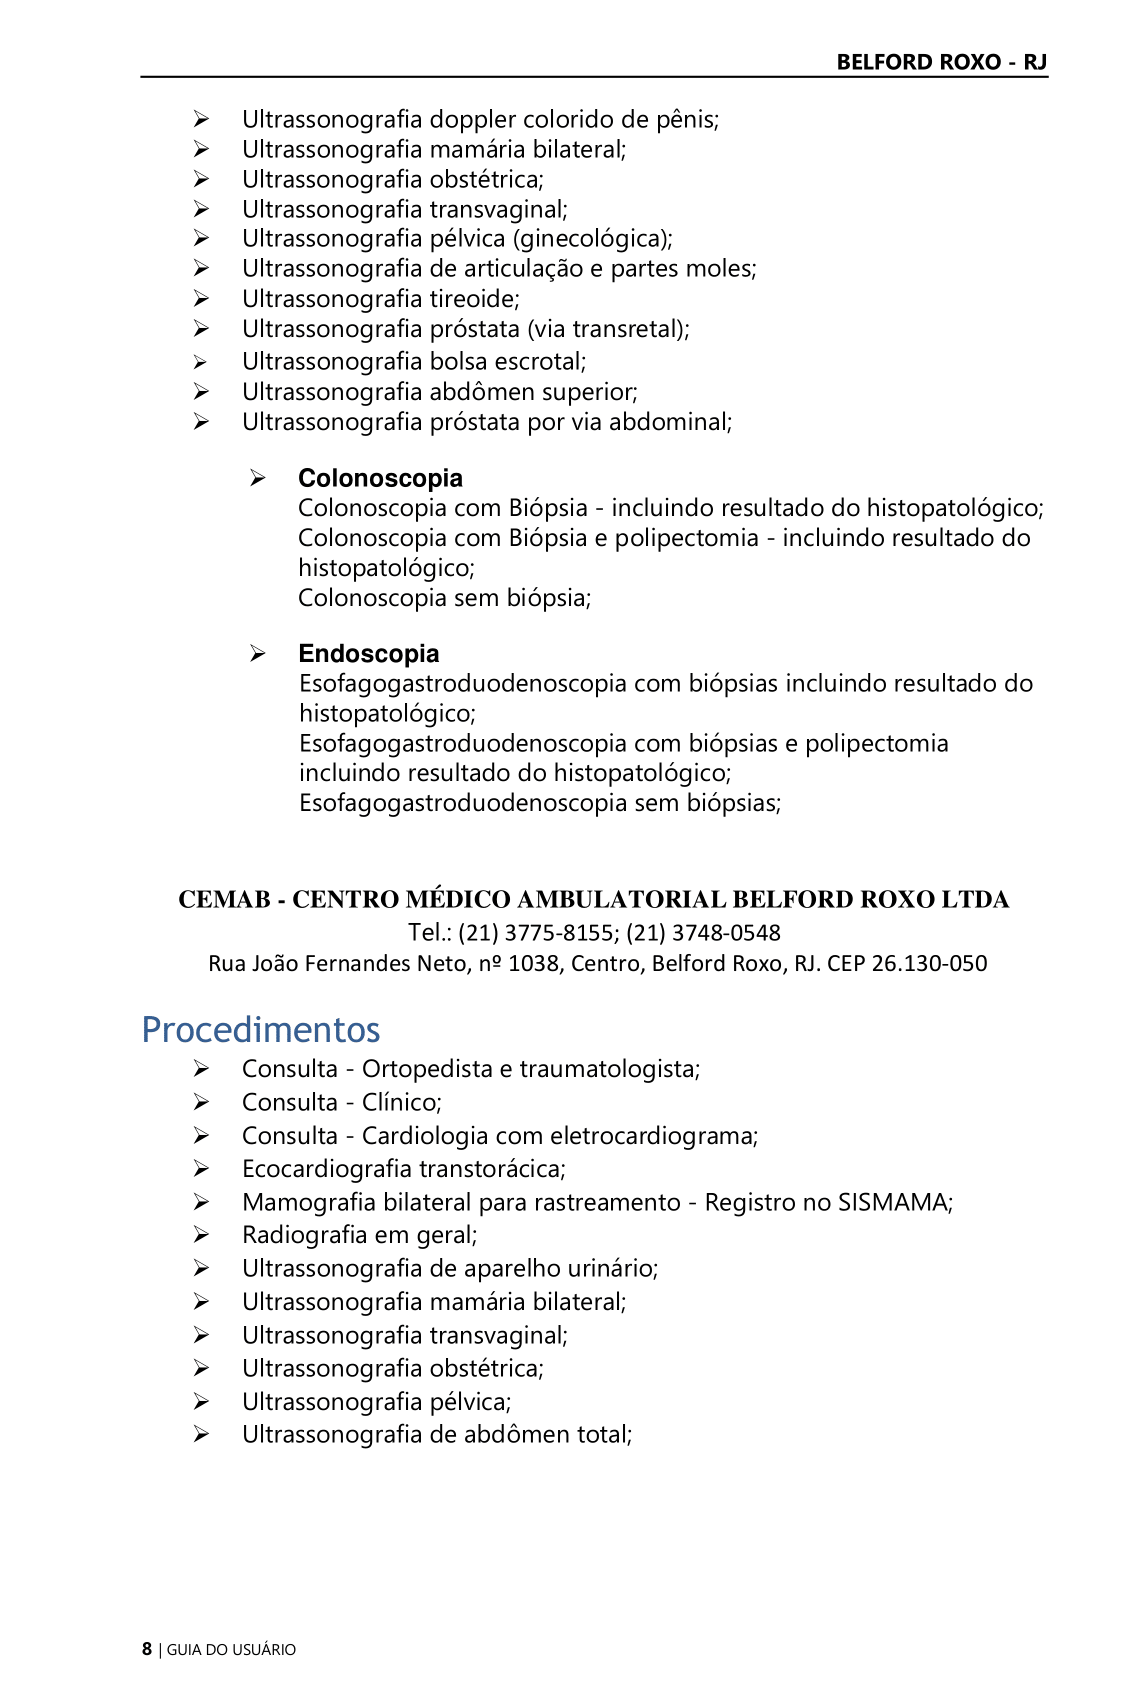 BELFORD ROXO - RJ
➢ Ultrassonografia doppler colorido de pênis;
➢ Ultrassonografia mamária bilateral;
➢ Ultrassonografia obstétrica;
➢ Ultrassonografia transvaginal;
➢ Ultrassonografia pélvica (ginecológica);
➢ Ultrassonografia de articulação e partes moles;
➢ Ultrassonografia tireoide;
➢ Ultrassonografia próstata (via transretal);
➢ Ultrassonografia bolsa escrotal;
➢ Ultrassonografia abdômen superior;
➢ Ultrassonografia próstata por via abdominal;
➢ Colonoscopia
Colonoscopia com Biópsia - incluindo resultado do histopatológico;
Colonoscopia com Biópsia e polipectomia - incluindo resultado do
histopatológico;
Colonoscopia sem biópsia;
➢ Endoscopia
Esofagogastroduodenoscopia com biópsias incluindo resultado do
histopatológico;
Esofagogastroduodenoscopia com biópsias e polipectomia
incluindo resultado do histopatológico;
Esofagogastroduodenoscopia sem biópsias;
CEMAB - CENTRO MÉDICO AMBULATORIAL BELFORD ROXO LTDA
Tel.: (21) 3775-8155; (21) 3748-0548
Rua João Fernandes Neto, nº 1038, Centro, Belford Roxo, RJ. CEP 26.130-050
Procedimentos
➢ Consulta - Ortopedista e traumatologista;
➢ Consulta - Clínico;
➢ Consulta - Cardiologia com eletrocardiograma;
➢ Ecocardiografia transtorácica;
➢ Mamografia bilateral para rastreamento - Registro no SISMAMA;
➢ Radiografia em geral;
➢ Ultrassonografia de aparelho urinário;
➢ Ultrassonografia mamária bilateral;
➢ Ultrassonografia transvaginal;
➢ Ultrassonografia obstétrica;
➢ Ultrassonografia pélvica;
➢ Ultrassonografia de abdômen total;
8 | GUIA DO USUÁRIO